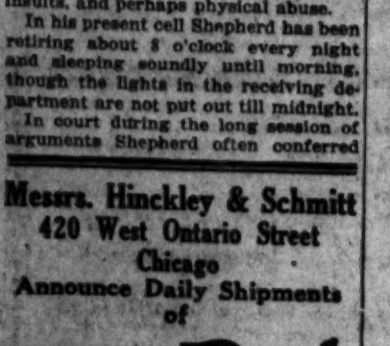 insults, and perhaps physical abuse.
In his present cell Shepherd has been
retiring about 8 o'clock every night
and sleeping soundly until morning,
though the lights in the receiving de-
partment are not put out till midnight.
In court during the long session of
arguments Shepherd often conferred
Messrs. Hinckley & Schmitt
420 West Ontario Street
Chicago
Announce Daily Shipments
of